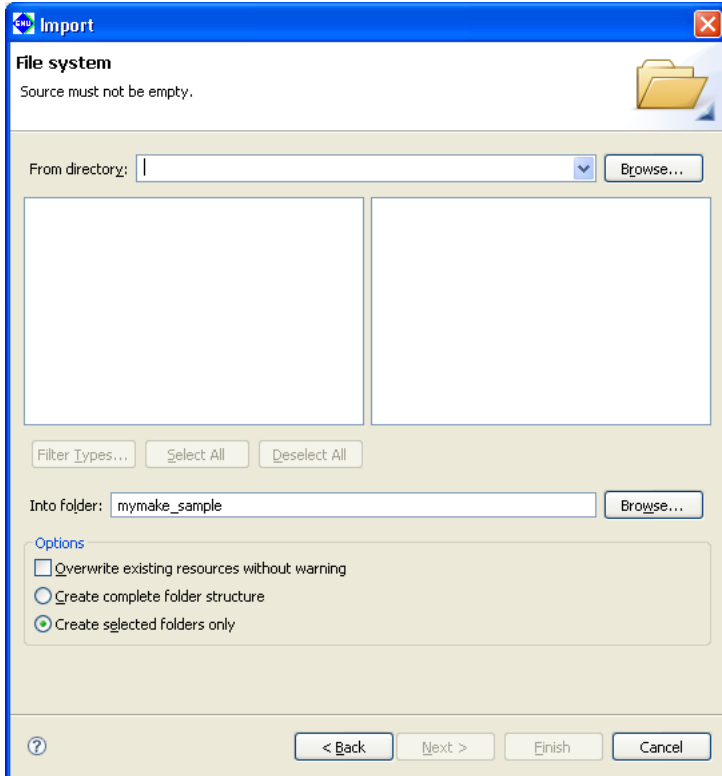 GNU Import
File system
Source must not be empty.
From directory:
Browse...
Filter Types...
Select All
Deselect All
Into folder:
mymake_sample
Browse...
Options
Overwrite existing resources without warning
Create complete folder structure
Create selected folders only
?
< Back
Next >
Finish
Cancel